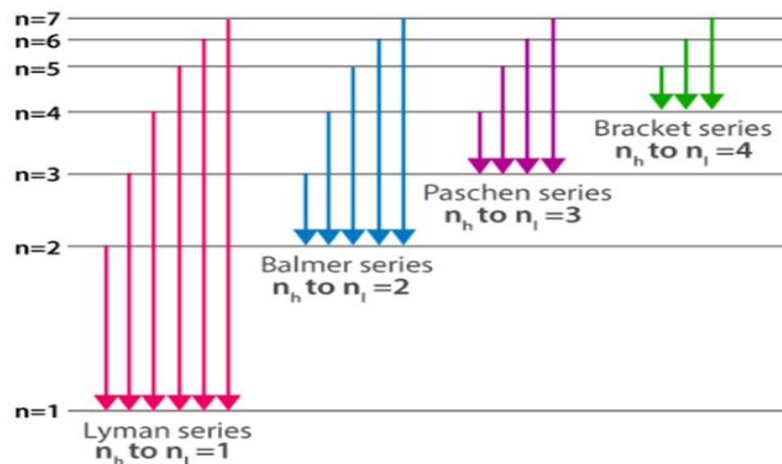 n=7
n=6
n=5
n=4
Bracket series
nₕ to nₗ =4
n=3
Paschen series
nₕ to nₗ =3
n=2
Balmer series
nₕ to nₗ =2
n=1
Lyman series
nₕ to nₗ =1